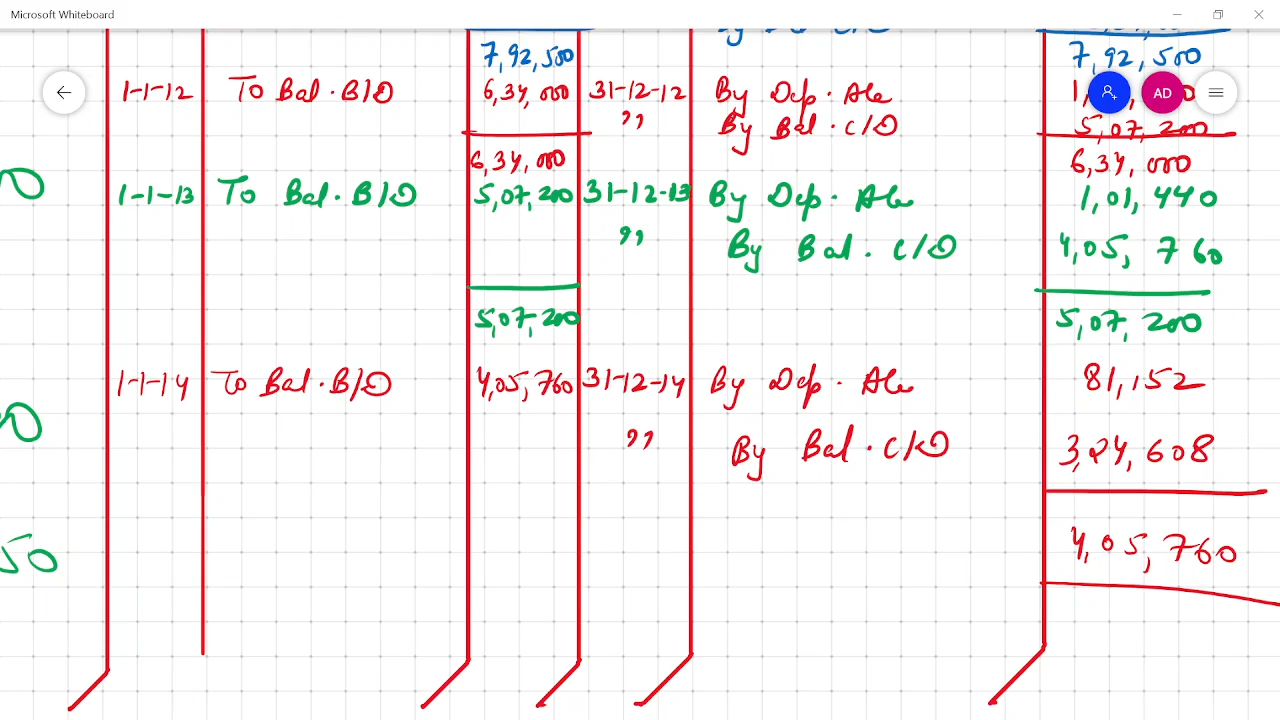 Microsoft Whiteboard
7,92,500 7,92,500
1-1-12 To Bal. B/D 6,34,000 31-12-12 By Dep. A/c
AD
,, By Bal. C/D 5,07,200
6,34,000 6,34,000
1-1-13 To Bal. B/D 5,07,200 31-12-13 By Dep. A/c 1,01,440
,, By Bal. C/D 4,05,760
5,07,200 5,07,200
1-1-14 To Bal. B/D 4,05,760 31-12-14 By Dep. A/c 81,152
,, By Bal. C/D 3,24,608
4,05,760
50